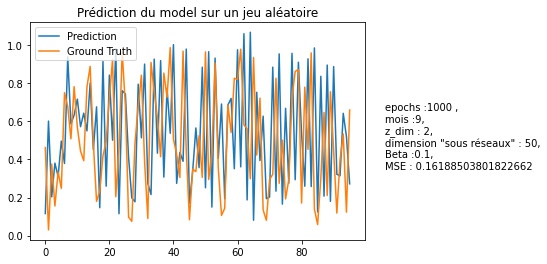 Prédiction du model sur un jeu aléatoire
Prediction
Ground Truth
1.0
0.8
0.6
0.4
0.2
0.0
0
20
40
60
80
epochs :1000 ,
mois :9,
z_dim : 2,
dimension "sous réseaux" : 50,
Beta :0.1,
MSE : 0.16188503801822662